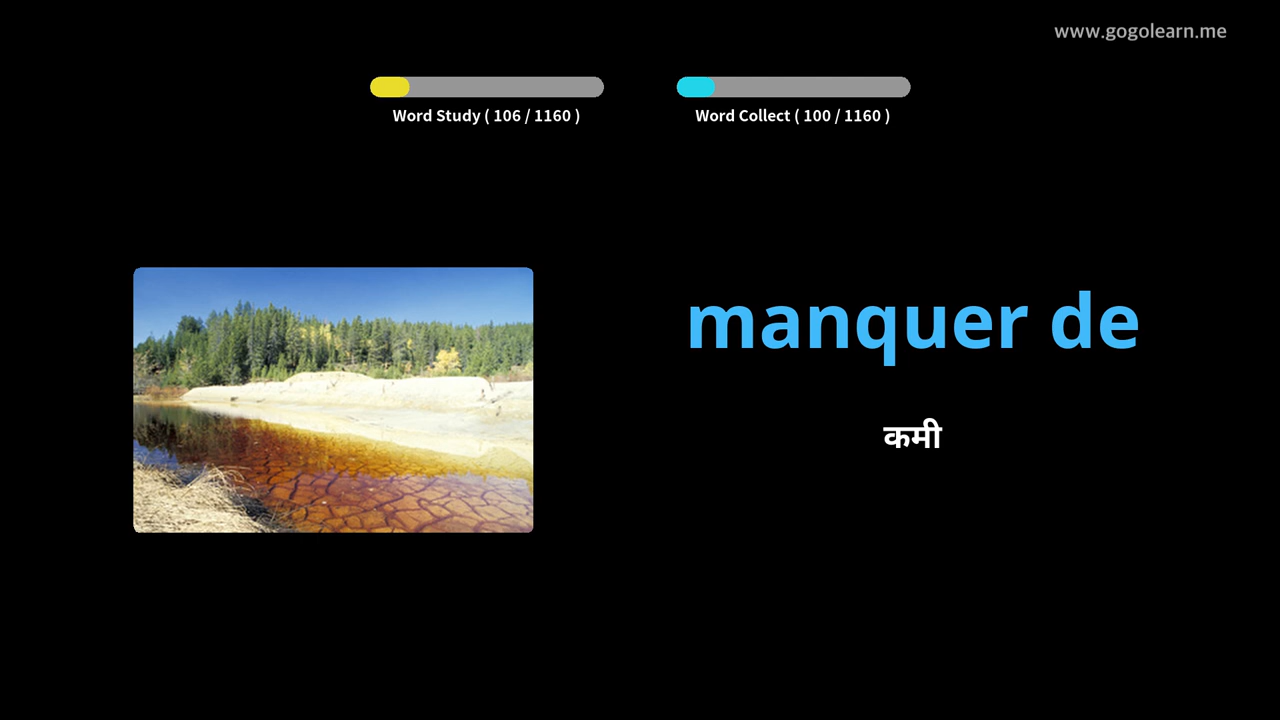 www.gogolearn.me
Word Study ( 106 / 1160 )
Word Collect ( 100 / 1160 )
manquer de
कमी